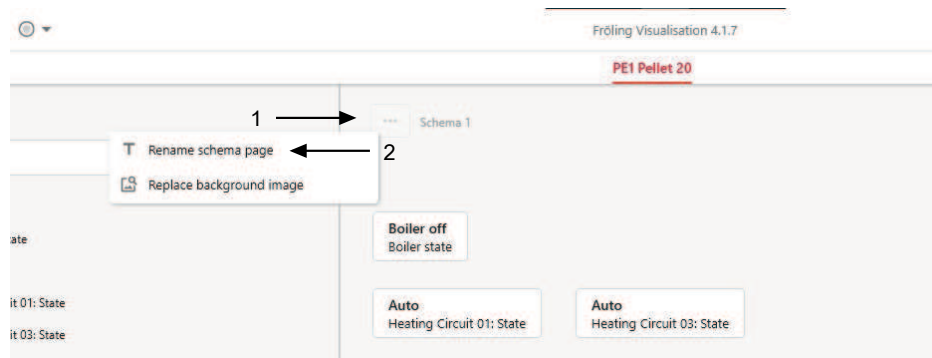 Fröling Visualisation 4.1.7
PE1 Pellet 20
1
··· Schema 1
Rename schema page
2
Replace background image
ate
Boiler off
Boiler state
it 01: State
it 03: State
Auto
Heating Circuit 01: State
Auto
Heating Circuit 03: State